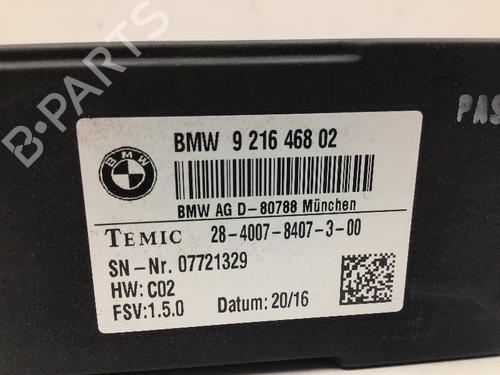 PAS
BMW
BMW 9 216 468 02
BMW AG D-80788 München
TEMIC 28-4007-8407-3-00
SN-Nr. 07721329
HW: C02
FSV:1.5.0 Datum: 20/16
B-PARTS